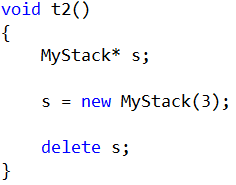 void t2()
{
    MyStack* s;

    s = new MyStack(3);

    delete s;
}